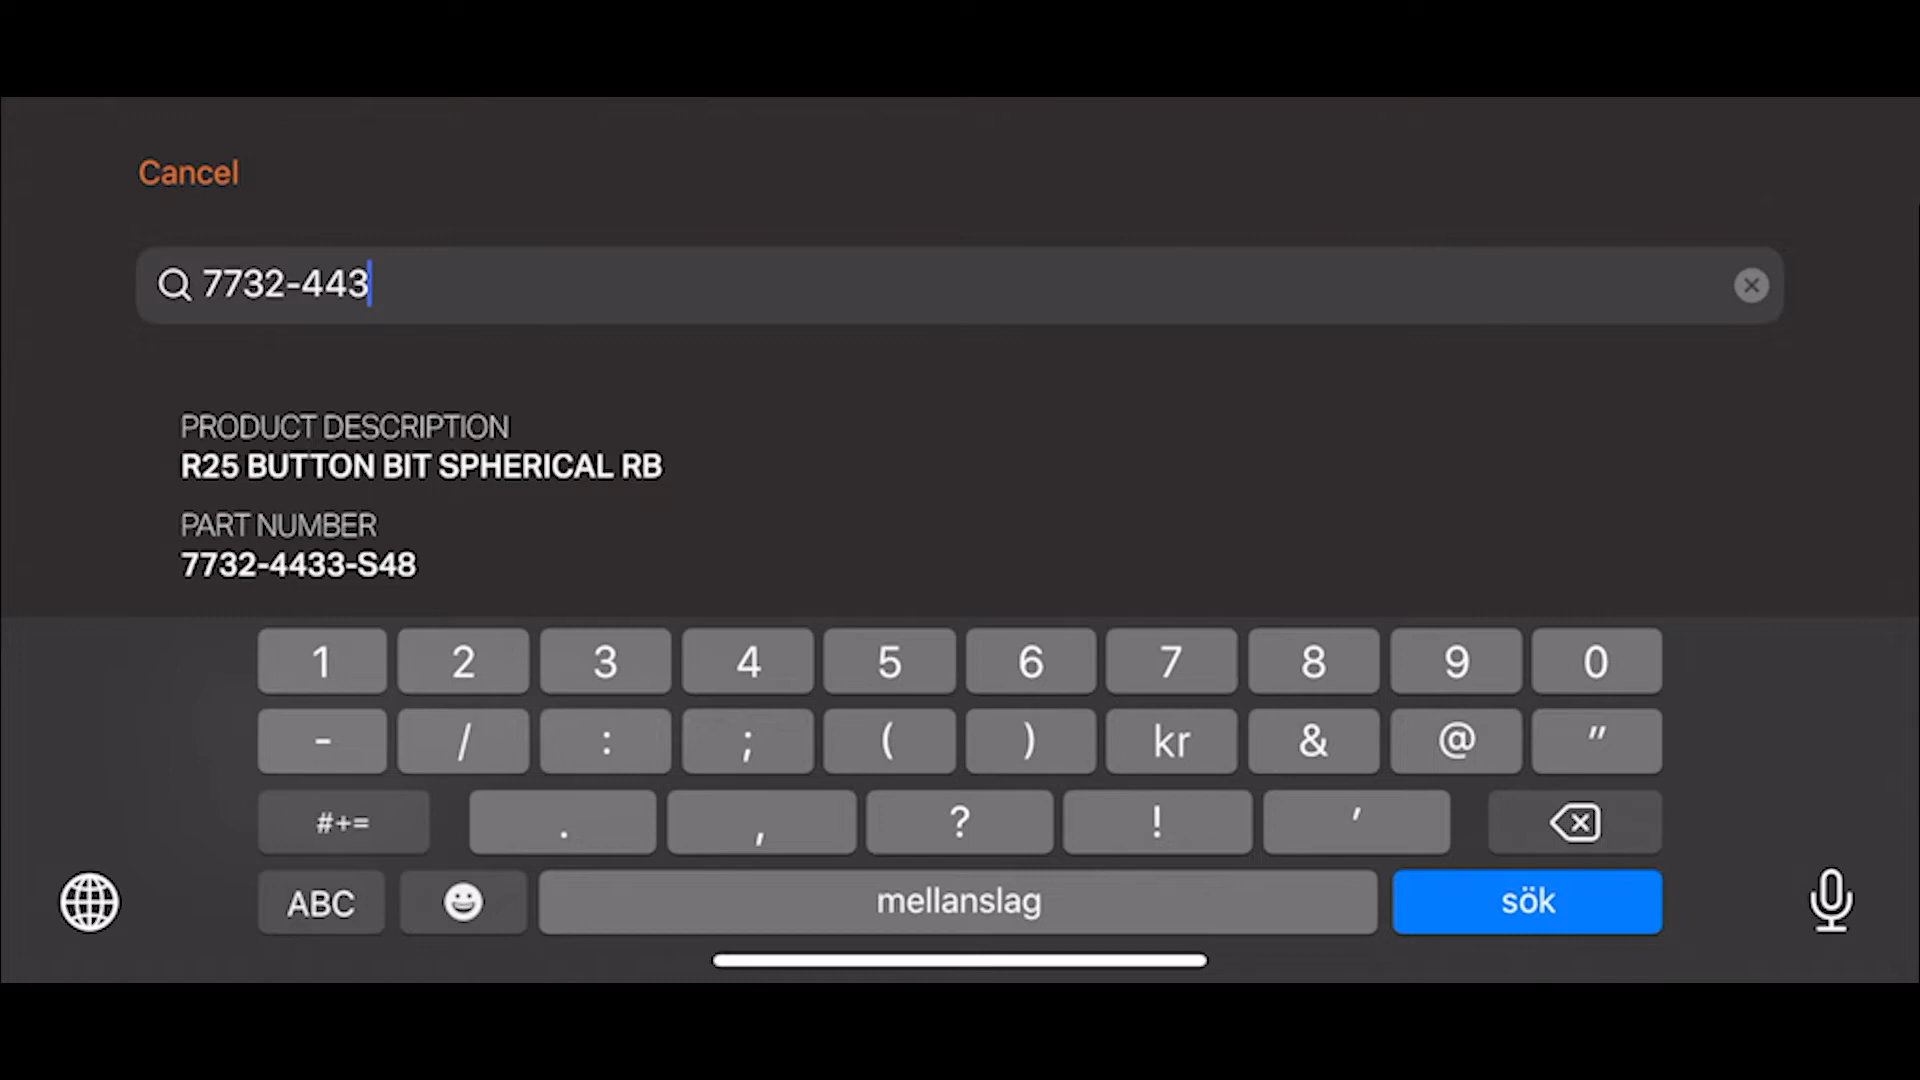 Cancel
7732-443
PRODUCT DESCRIPTION
R25 BUTTON BIT SPHERICAL RB
PART NUMBER
7732-4433-S48
1 2 3 4 5 6 7 8 9 0
- / : ; ( ) kr & @ "
#+= . , ? ! '
ABC mellanslag sök